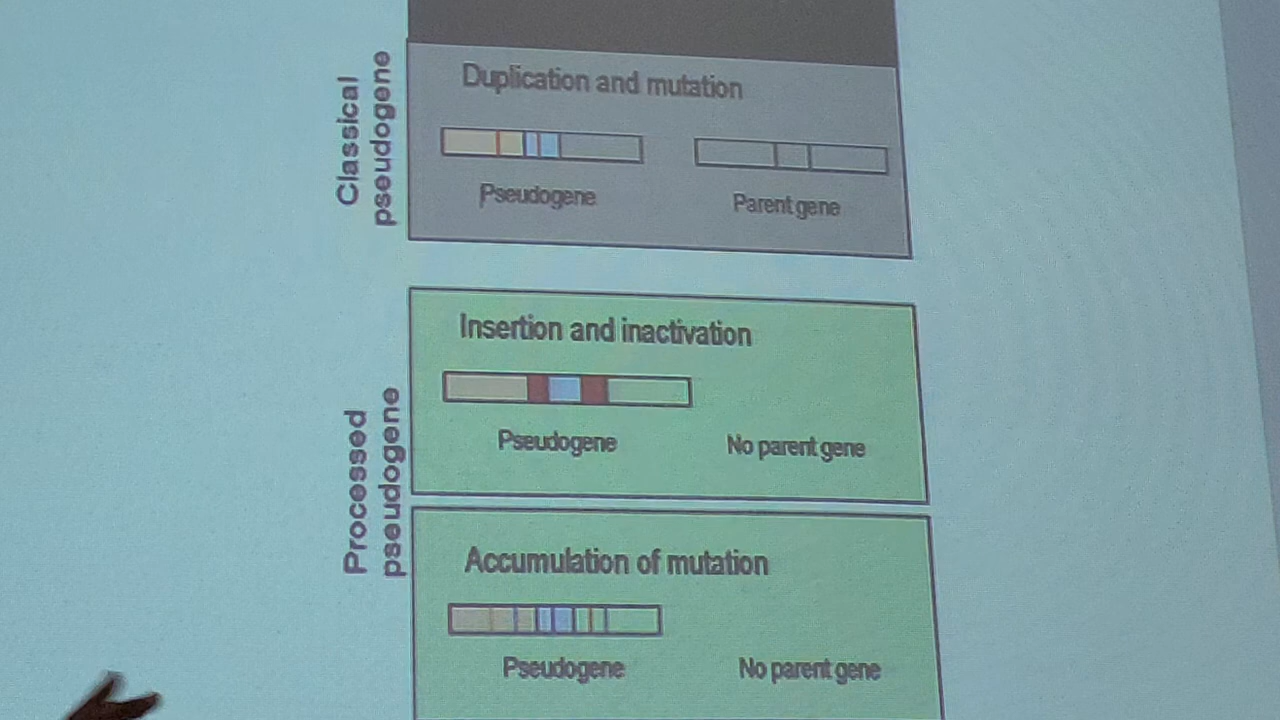 Classical
pseudogene
Duplication and mutation
Pseudogene
Parent gene
Processed
pseudogene
Insertion and inactivation
Pseudogene
No parent gene
Accumulation of mutation
Pseudogene
No parent gene